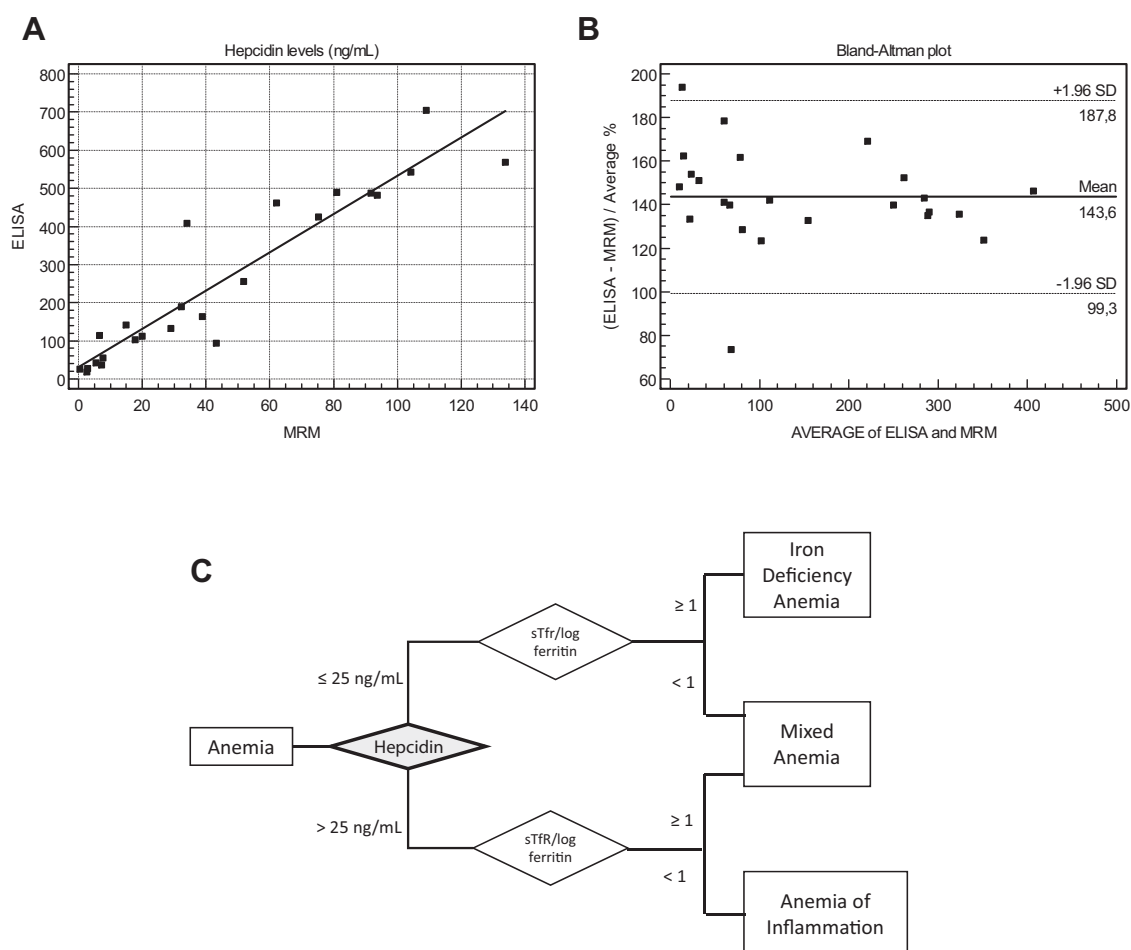 A
Hepcidin levels (ng/mL)
800
700
600
500
400
300
200
100
0
ELISA
0 20 40 60 80 100 120 140
MRM
B
Bland-Altman plot
200
180
160
140
120
100
80
60
(ELISA - MRM) / Average %
+1.96 SD
187,8
Mean
143,6
-1.96 SD
99,3
0 100 200 300 400 500
AVERAGE of ELISA and MRM
C
Anemia
Hepcidin
≤ 25 ng/mL
> 25 ng/mL
sTfr/log
ferritin
≥ 1
< 1
Iron
Deficiency
Anemia
Mixed
Anemia
sTfR/log
ferritin
≥ 1
< 1
Anemia of
Inflammation